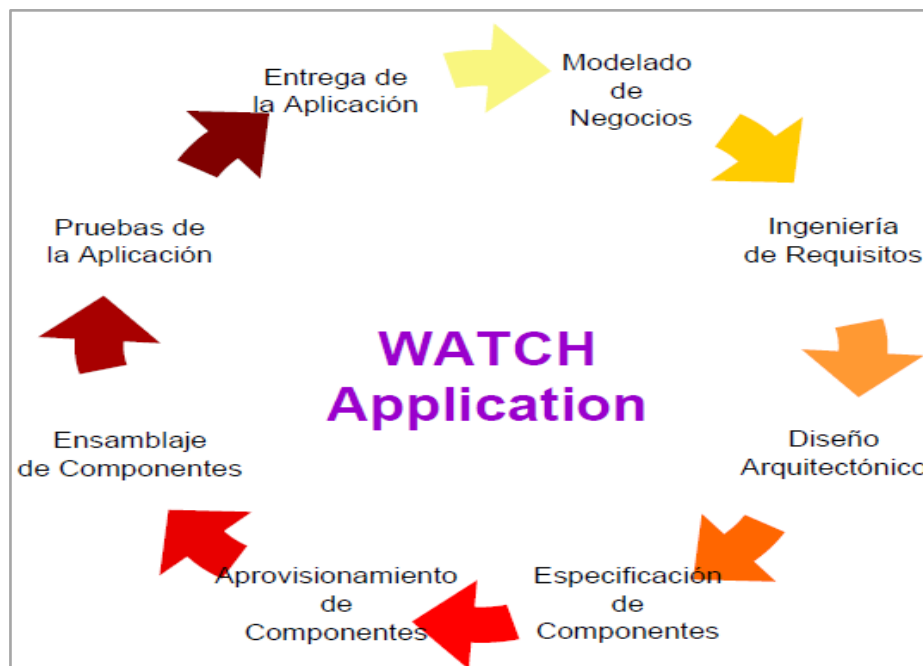 Modelado
de
Negocios
Ingeniería
de Requisitos
Diseño
Arquitectónico
Especificación
de
Componentes
Aprovisionamiento
de
Componentes
Ensamblaje
de Componentes
Pruebas de
la Aplicación
Entrega de
la Aplicación
WATCH
Application